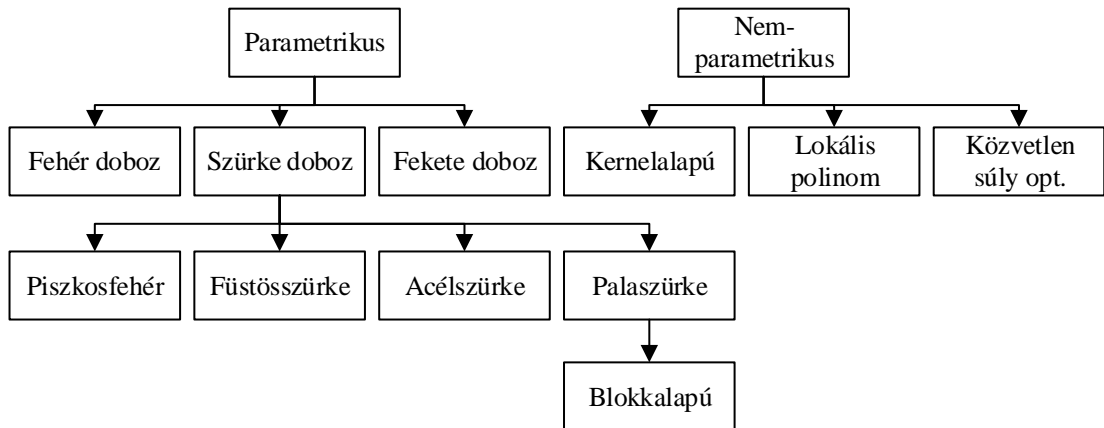 Parametrikus
Nem-
parametrikus
Fehér doboz
Szürke doboz
Fekete doboz
Kernelalapú
Lokális
polinom
Közvetlen
súly opt.
Piszkosfehér
Füstösszürke
Acélszürke
Palaszürke
Blokkalapú